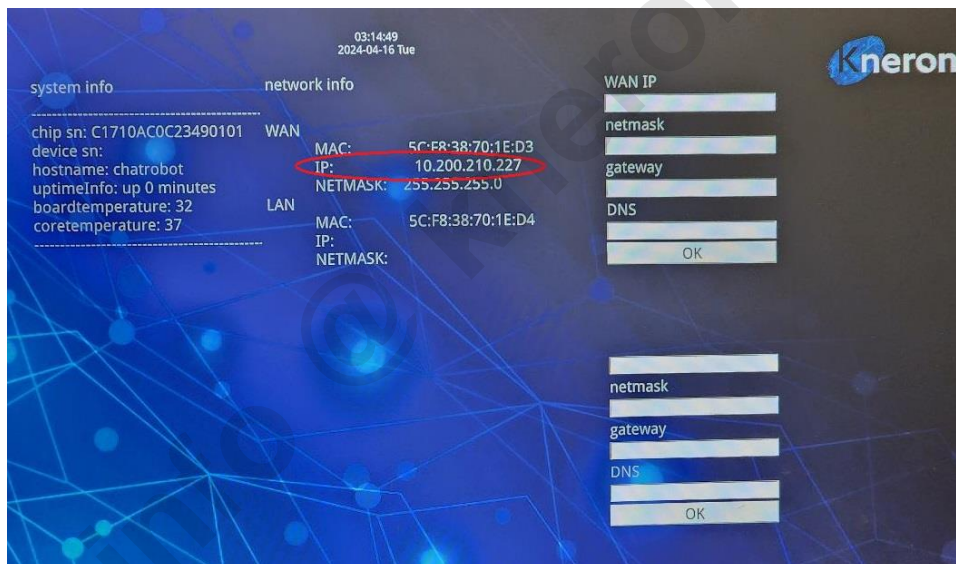 03:14:49
2024-04-16 Tue
Kneron
system info
--------------------------------------------
chip sn: C1710AC0C23490101
device sn:
hostname: chatrobot
uptimeInfo: up 0 minutes
boardtemperature: 32
coretemperature: 37
--------------------------------------------
network info
WAN
MAC: 5C:F8:38:70:1E:D3
IP: 10.200.210.227
NETMASK: 255.255.255.0
LAN
MAC: 5C:F8:38:70:1E:D4
IP:
NETMASK:
WAN IP
netmask
gateway
DNS
OK
netmask
gateway
DNS
OK